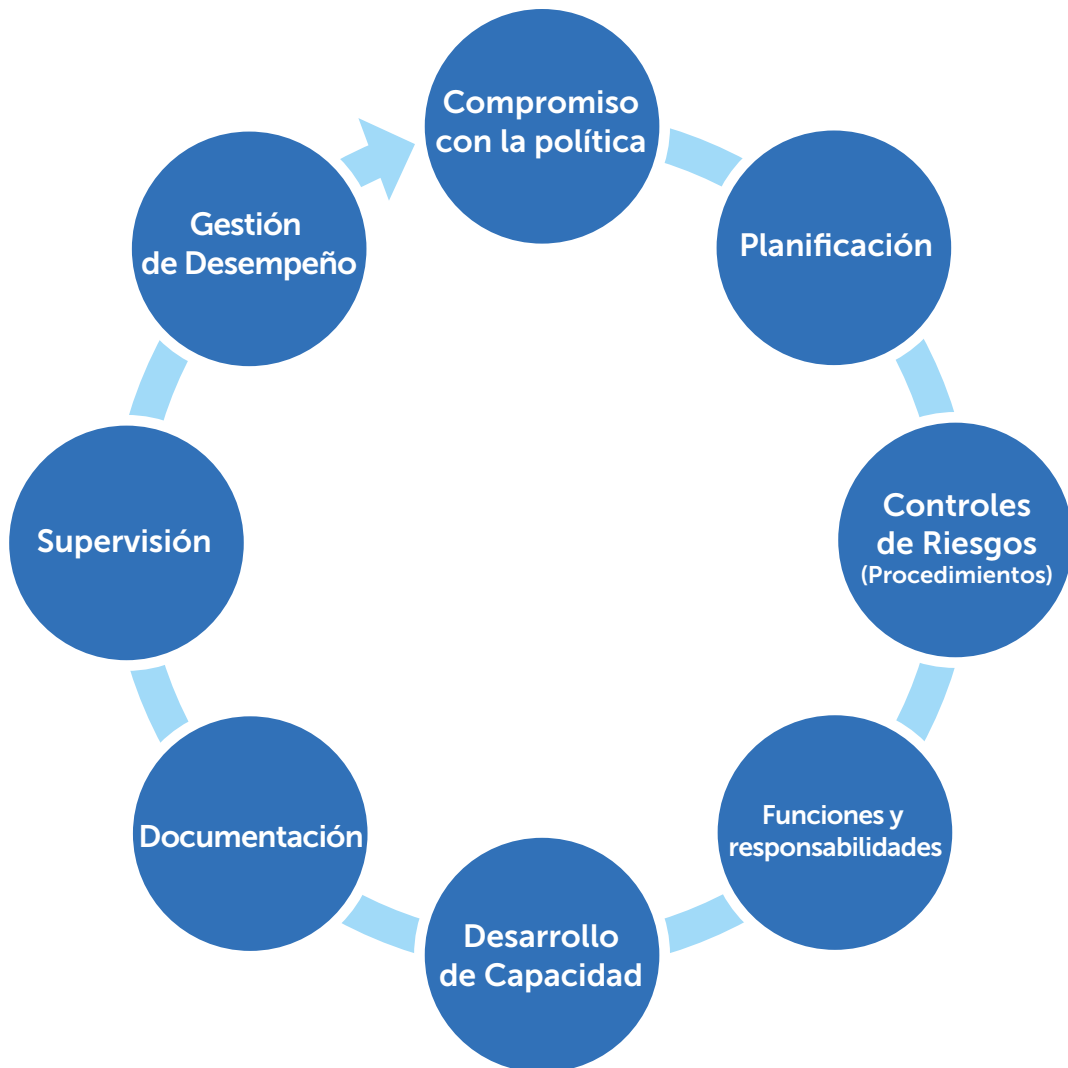 Compromiso
con la política
Planificación
Controles
de Riesgos
(Procedimientos)
Funciones y
responsabilidades
Desarrollo
de Capacidad
Documentación
Supervisión
Gestión
de Desempeño